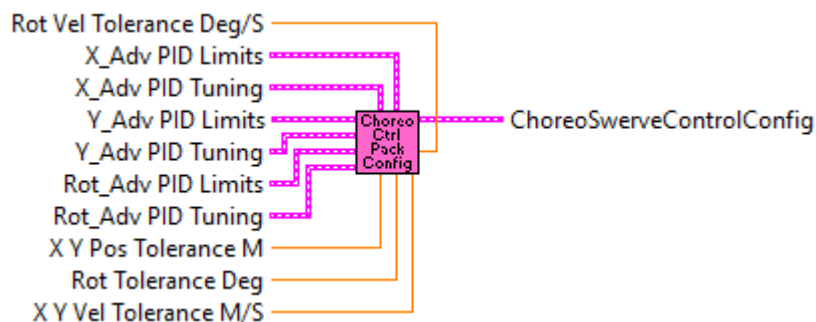 Rot Vel Tolerance Deg/S
X_Adv PID Limits
X_Adv PID Tuning
Y_Adv PID Limits
Y_Adv PID Tuning
Rot_Adv PID Limits
Rot_Adv PID Tuning
X Y Pos Tolerance M
Rot Tolerance Deg
X Y Vel Tolerance M/S
Choreo
Ctrl
Pack
Config
ChoreoSwerveControlConfig